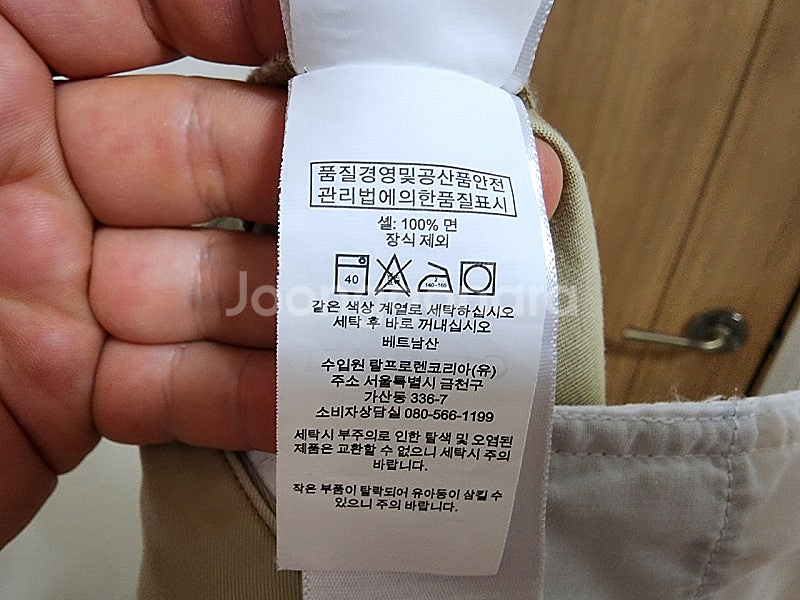 품질경영및공산품안전
관리법에의한품질표시
셸: 100% 면
장식 제외
40
140-160
같은 색상 계열로 세탁하십시오
세탁 후 바로 꺼내십시오
베트남산
수입원 랄프로렌코리아(유)
주소 서울특별시 금천구
가산동 336-7
소비자상담실 080-566-1199
세탁시 부주의로 인한 탈색 및 오염된
제품은 교환할 수 없으니 세탁시 주의
바랍니다.
작은 부품이 탈락되어 유아동이 삼킬 수
있으니 주의 바랍니다.